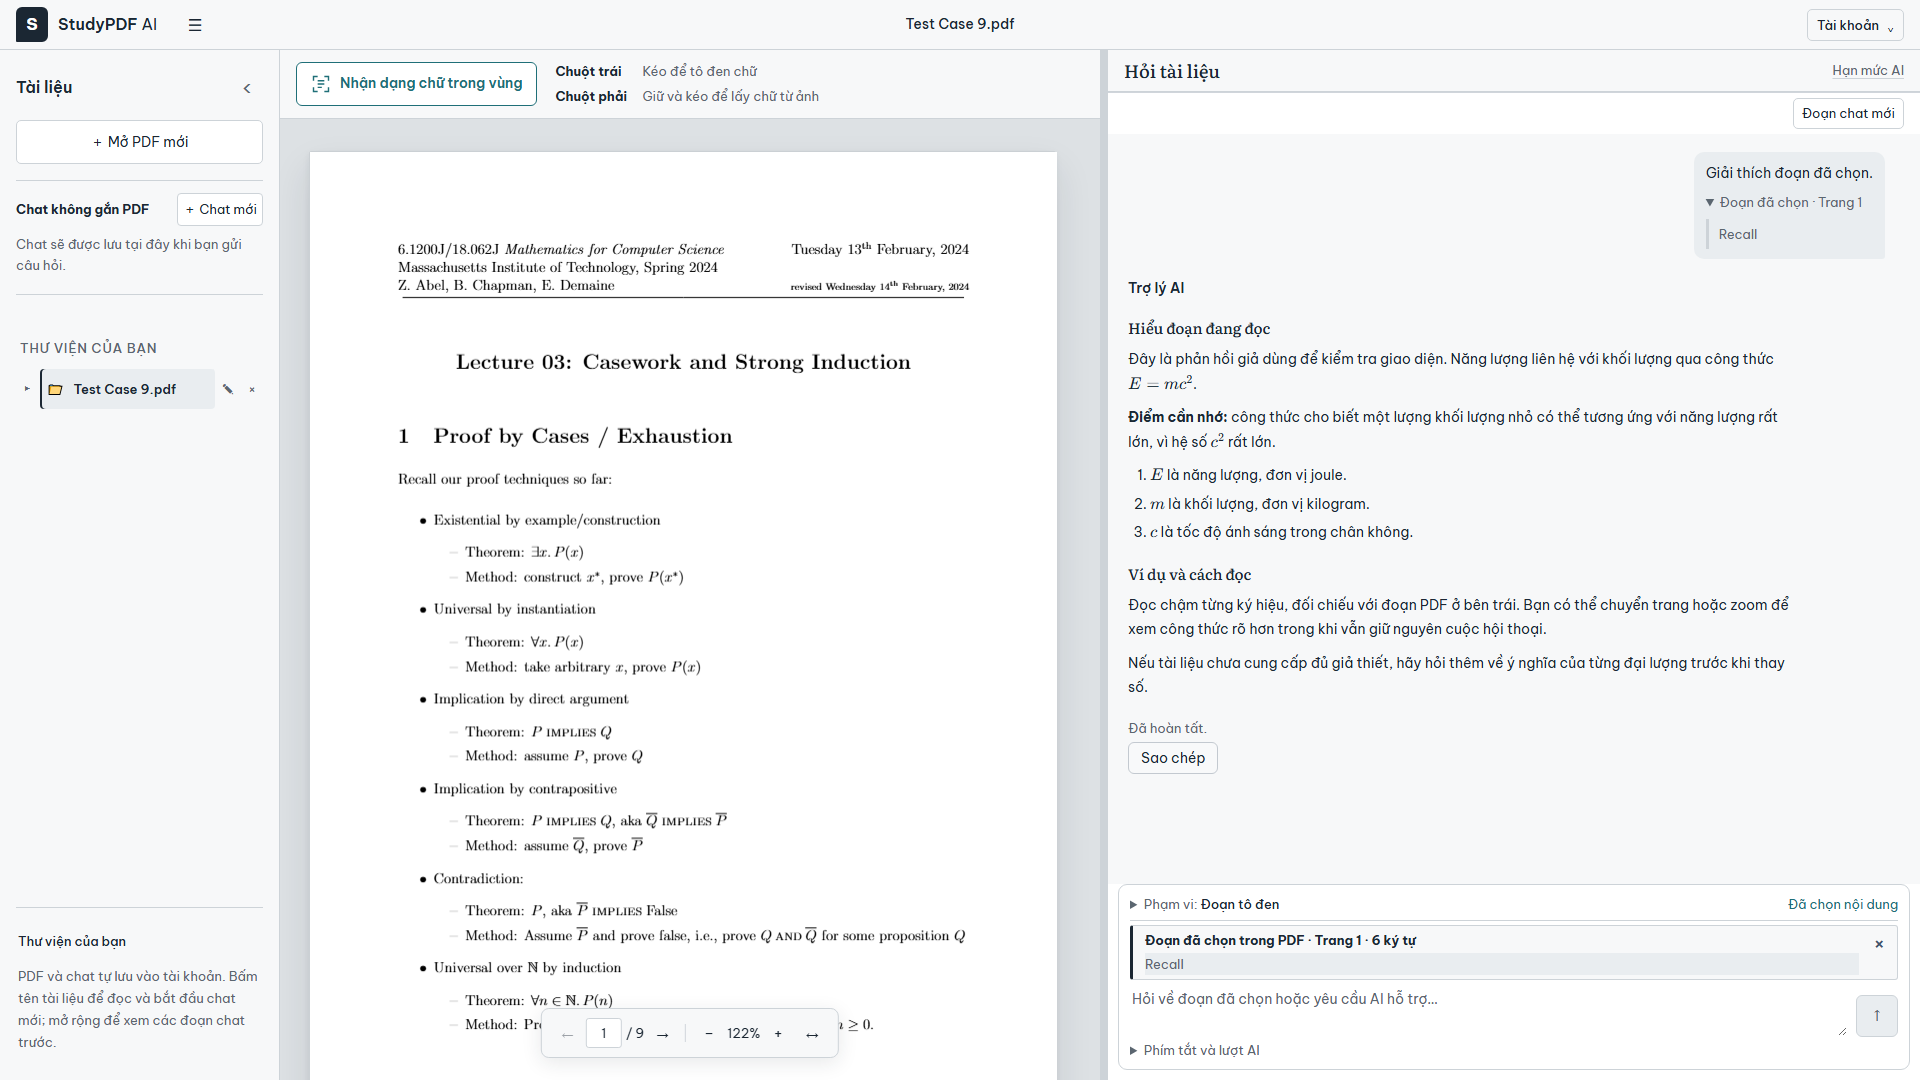 S StudyPDF AI ☰
Test Case 9.pdf
Tài khoản
Tài liệu
+ Mở PDF mới
Chat không gắn PDF
+ Chat mới
Chat sẽ được lưu tại đây khi bạn gửi
câu hỏi.
THƯ VIỆN CỦA BẠN
Test Case 9.pdf
Thư viện của bạn
PDF và chat tự lưu vào tài khoản. Bấm
tên tài liệu để đọc và bắt đầu chat
mới; mở rộng để xem các đoạn chat
trước.
Nhận dạng chữ trong vùng
Chuột trái Kéo để tô đen chữ
Chuột phải Giữ và kéo để lấy chữ từ ảnh
6.1200J/18.062J Mathematics for Computer Science Tuesday 13th February, 2024
Massachusetts Institute of Technology, Spring 2024
Z. Abel, B. Chapman, E. Demaine revised Wednesday 14th February, 2024
Lecture 03: Casework and Strong Induction
1 Proof by Cases / Exhaustion
Recall our proof techniques so far:
• Existential by example/construction
– Theorem: ∃x. P(x)
– Method: construct x*, prove P(x*)
• Universal by instantiation
– Theorem: ∀x. P(x)
– Method: take arbitrary x, prove P(x)
• Implication by direct argument
– Theorem: P IMPLIES Q
– Method: assume P, prove Q
• Implication by contrapositive
– Theorem: P IMPLIES Q, aka Q̅ IMPLIES P̅
– Method: assume Q̅, prove P̅
• Contradiction:
– Theorem: P, aka P̅ IMPLIES False
– Method: Assume P̅ and prove false, i.e., prove Q AND Q̅ for some proposition Q
• Universal over ℕ by induction
– Theorem: ∀n ∈ ℕ. P(n)
– Method: n ≥ 0.
← 1 / 9 → − 122% + ↔
Hỏi tài liệu
Hạn mức AI
Đoạn chat mới
Giải thích đoạn đã chọn.
▼ Đoạn đã chọn · Trang 1
Recall
Trợ lý AI
Hiểu đoạn đang đọc
Đây là phản hồi giả dùng để kiểm tra giao diện. Năng lượng liên hệ với khối lượng qua công thức
E = mc².
Điểm cần nhớ: công thức cho biết một lượng khối lượng nhỏ có thể tương ứng với năng lượng rất
lớn, vì hệ số c² rất lớn.
1. E là năng lượng, đơn vị joule.
2. m là khối lượng, đơn vị kilogram.
3. c là tốc độ ánh sáng trong chân không.
Ví dụ và cách đọc
Đọc chậm từng ký hiệu, đối chiếu với đoạn PDF ở bên trái. Bạn có thể chuyển trang hoặc zoom để
xem công thức rõ hơn trong khi vẫn giữ nguyên cuộc hội thoại.
Nếu tài liệu chưa cung cấp đủ giả thiết, hãy hỏi thêm về ý nghĩa của từng đại lượng trước khi thay
số.
Đã hoàn tất.
Sao chép
▶ Phạm vi: Đoạn tô đen
Đã chọn nội dung
Đoạn đã chọn trong PDF · Trang 1 · 6 ký tự ×
Recall
Hỏi về đoạn đã chọn hoặc yêu cầu AI hỗ trợ...
↑
▶ Phím tắt và lượt AI